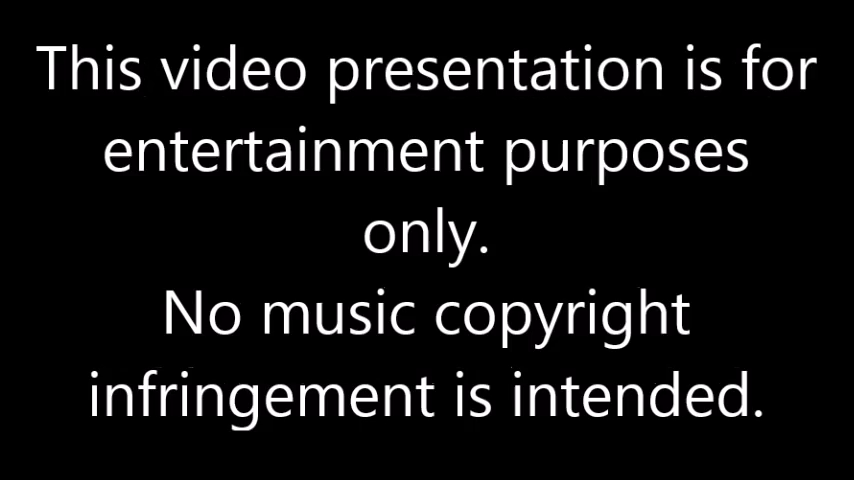 This video presentation is for
entertainment purposes
only.
No music copyright
infringement is intended.